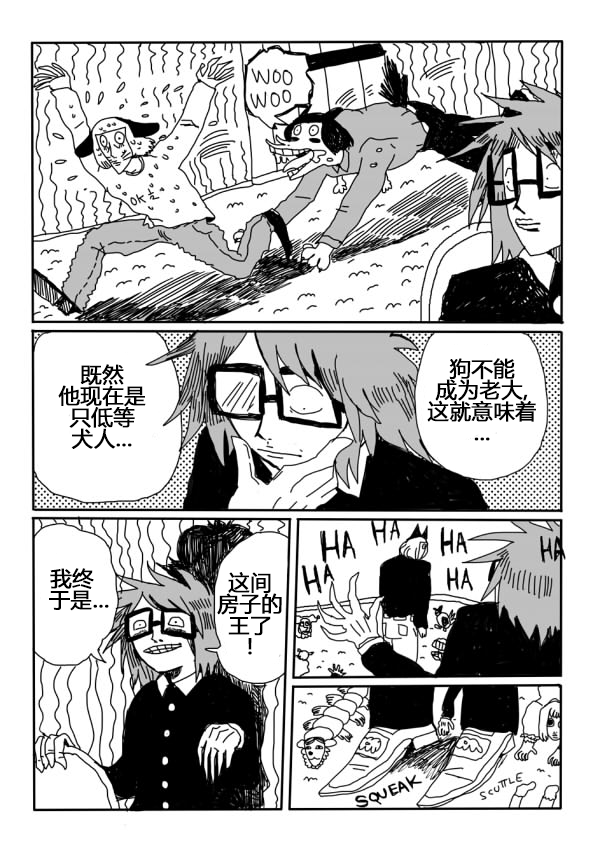 WOO
WOO
OK
既然
他现在是
只低等
犬人...
狗不能
成为老大,
这就意味着
...
我终
于是...
这间
房子的
王了
!
HA
HA
HA
HA
HA
HA
SQUEAK
SCUTTLE